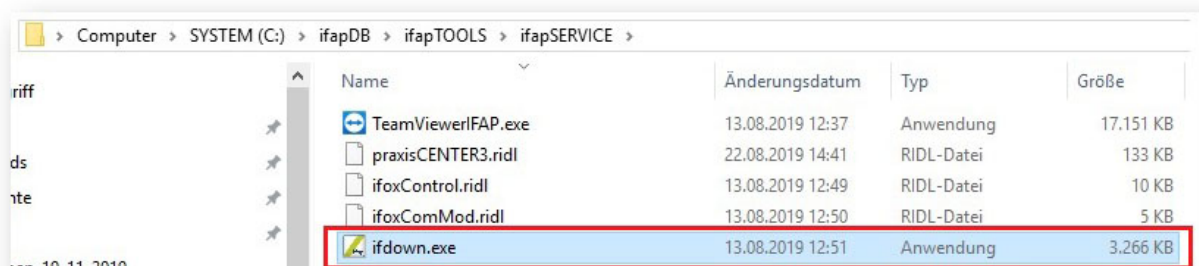 Computer > SYSTEM (C:) > ifapDB > ifapTOOLS > ifapSERVICE >
Name Änderungsdatum Typ Größe
riff
TeamViewerIFAP.exe 13.08.2019 12:37 Anwendung 17.151 KB
ds praxisCENTER3.ridl 22.08.2019 14:41 RIDL-Datei 133 KB
ifoxControl.ridl 13.08.2019 12:49 RIDL-Datei 10 KB
nte
ifoxComMod.ridl 13.08.2019 12:50 RIDL-Datei 5 KB
ifdown.exe 13.08.2019 12:51 Anwendung 3.266 KB